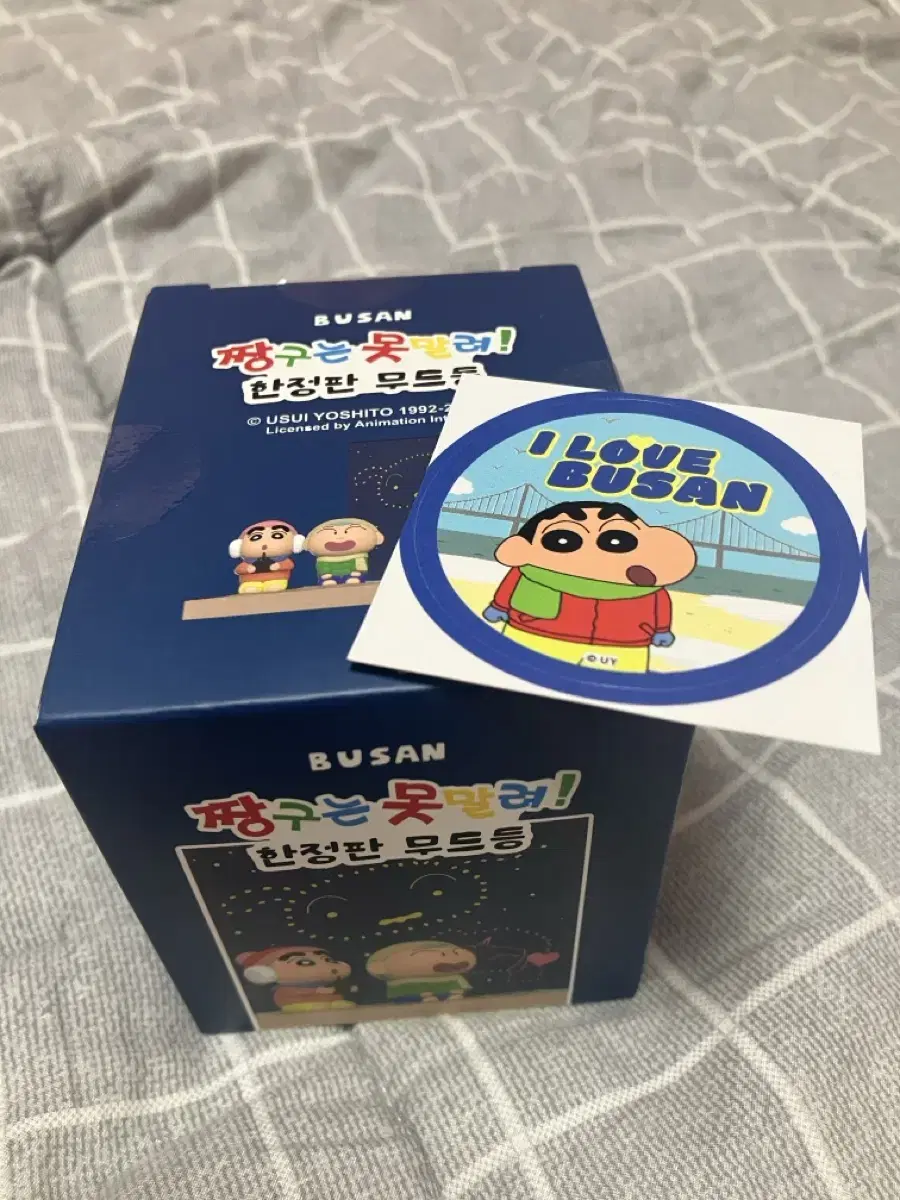 BUSAN
짱구는 못말려!
한정판 무드등
© USUI YOSHITO 1992-2
Licensed by Animation Int
I LOVE
BUSAN
© UY
BUSAN
짱구는 못말려!
한정판 무드등